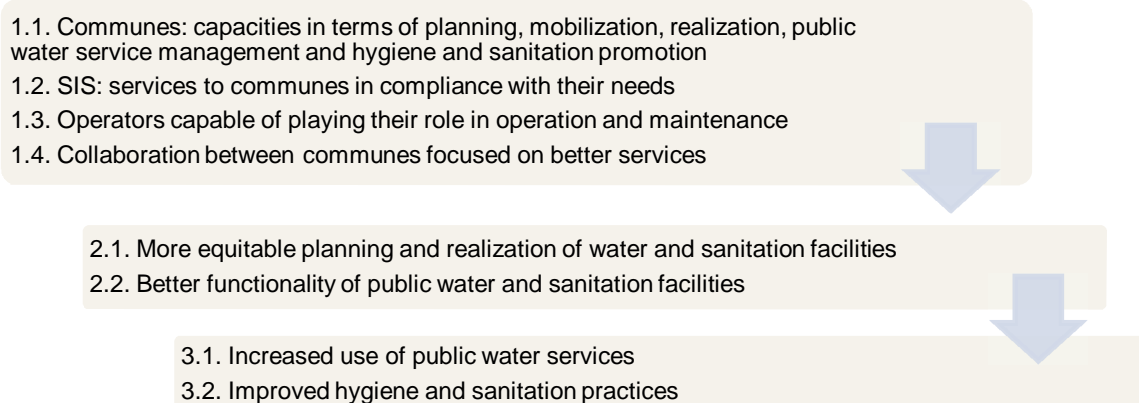 1.1. Communes: capacities in terms of planning, mobilization, realization, public
water service management and hygiene and sanitation promotion
1.2. SIS: services to communes in compliance with their needs
1.3. Operators capable of playing their role in operation and maintenance
1.4. Collaboration between communes focused on better services
2.1. More equitable planning and realization of water and sanitation facilities
2.2. Better functionality of public water and sanitation facilities
3.1. Increased use of public water services
3.2. Improved hygiene and sanitation practices